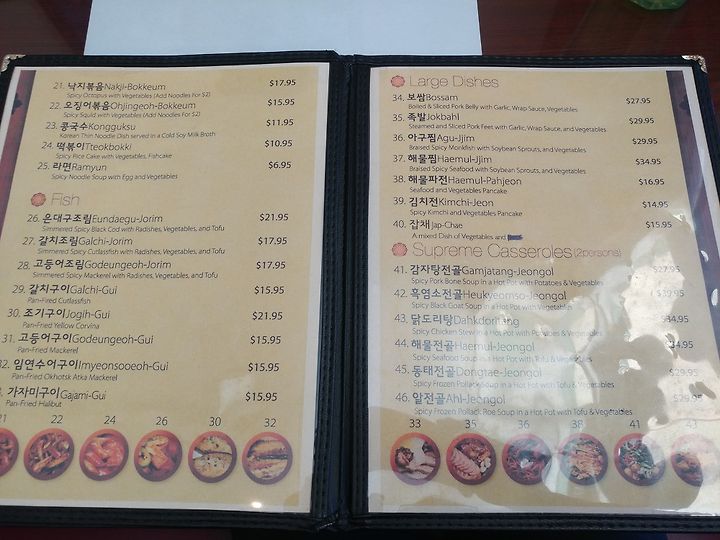 21. 낙지볶음Nakji-Bokkeum $17.95
Spicy Octopus with Vegetables (Add Noodles For $2)
22. 오징어볶음Ohjingeoh-Bokkeum $15.95
Spicy Squid with Vegetables (Add Noodles For $2)
23. 콩국수Kongguksu $11.95
Korean Thin Noodle Dish served in a Cold Soy Milk Broth
24. 떡볶이Tteokbokki $10.95
Spicy Rice Cake with Vegetables, Fishcake
25. 라면Ramyun $6.95
Spicy Noodle Soup with Egg and Vegetables
Fish
26. 은대구조림Eundaegu-Jorim $21.95
Simmered Spicy Black Cod with Radishes, Vegetables, and Tofu
27. 갈치조림Galchi-Jorim $17.95
Simmered Spicy Cutlassfish with Radishes, Vegetables, and Tofu
28. 고등어조림Godeungeoh-Jorim $17.95
Simmered Spicy Mackerel with Radishes, Vegetables, and Tofu
29. 갈치구이Galchi-Gui $15.95
Pan-Fired Cutlassfish
30. 조기구이Jogih-Gui $21.95
Pan-Fried Yellow Corvina
31. 고등어구이Godeungeoh-Gui $15.95
Pan-Fried Mackerel
32. 임연수어구이Imyeonsooeoh-Gui $15.95
Pan-Fried Okhotsk Atka Mackerel
가자미구이Gajami-Gui $15.95
Pan-Fried Halibut
21 22 24 26 30 32
Large Dishes
34. 보쌈Bossam $27.95
Boiled & Sliced Pork Belly with Garlic, Wrap Sauce, Vegetables
35. 족발Jokbahl $29.95
Steamed and Sliced Pork Feet with Garlic, Wrap Sauce, and Vegetables
36. 아구찜Agu-Jjim $29.95
Braised Spicy Monkfish with Soybean Sprouts, and Vegetables
37. 해물찜Haemul-Jjim $34.95
Braised Spicy Seafood with Soybean Sprouts, and Vegetables
38. 해물파전Haemul-Pahjeon $16.95
Seafood and Vegetables Pancake
39. 김치전Kimchi-Jeon $14.95
Spicy Kimchi and Vegetables Pancake
40. 잡채Jap-Chae $15.95
A mixed Dish of Vegetables and
Supreme Casseroles(2persons)
41. 감자탕전골Gamjatang-Jeongol $27.95
Spicy Pork Bone Soup in a Hot Pot with Potatoes & Vegetables
42. 흑염소전골Heukyeomso-Jeongol $39.95
Spicy Black Goat Soup in a Hot Pot with Vegetables
43. 닭도리탕Dahkdoritang $34.95
Spicy Chicken Stew in a Hot Pot with Potatoes & Vegetables
44. 해물전골Haemul-Jeongol $34.95
Spicy Seafood Soup in a Hot Pot with Tofu & Vegetables
45. 동태전골Dongtae-Jeongol $29.95
Spicy Frozen Pollack Soup in a Hot Pot with Tofu & Vegetables
46. 알전골Ahl-Jeongol $29.95
Spicy Frozen Pollack Roe Soup in a Hot Pot with Tofu & Vegetables
33 35 36 38 41 43